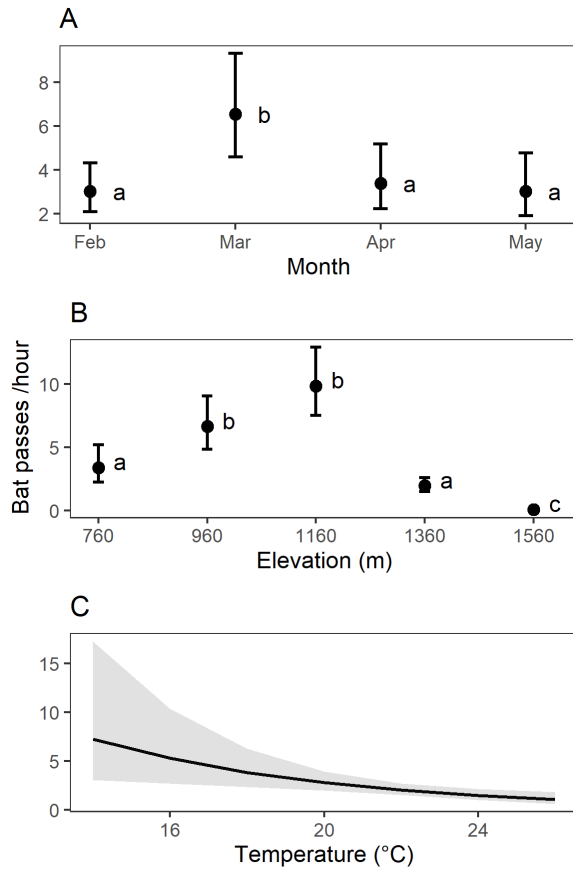 A
8
6
4
2
a
b
a
a
Feb Mar Apr May
Month
B
Bat passes /hour
10
5
0
a
b
b
a
c
760 960 1160 1360 1560
Elevation (m)
C
15
10
5
0
16 20 24
Temperature (°C)